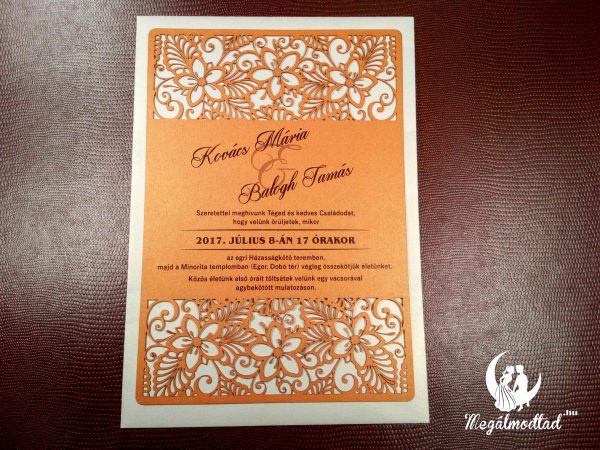 Kovács Mária
&
Balogh Tamás
Szeretettel meghivunk Téged és kedves Családodat,
hogy velünk örüljetek, mikor
2017. JÚLIUS 8-ÁN 17 ÓRAKOR
az egri Házasságkötő teremben,
majd a Minorita templomban (Eger, Dobó tér) végleg összekötjük életünket.
Közös életünk első óráit töltsétek velünk egy vacsorával
egybekötött mulatozáson.
Megálmodtad.hu